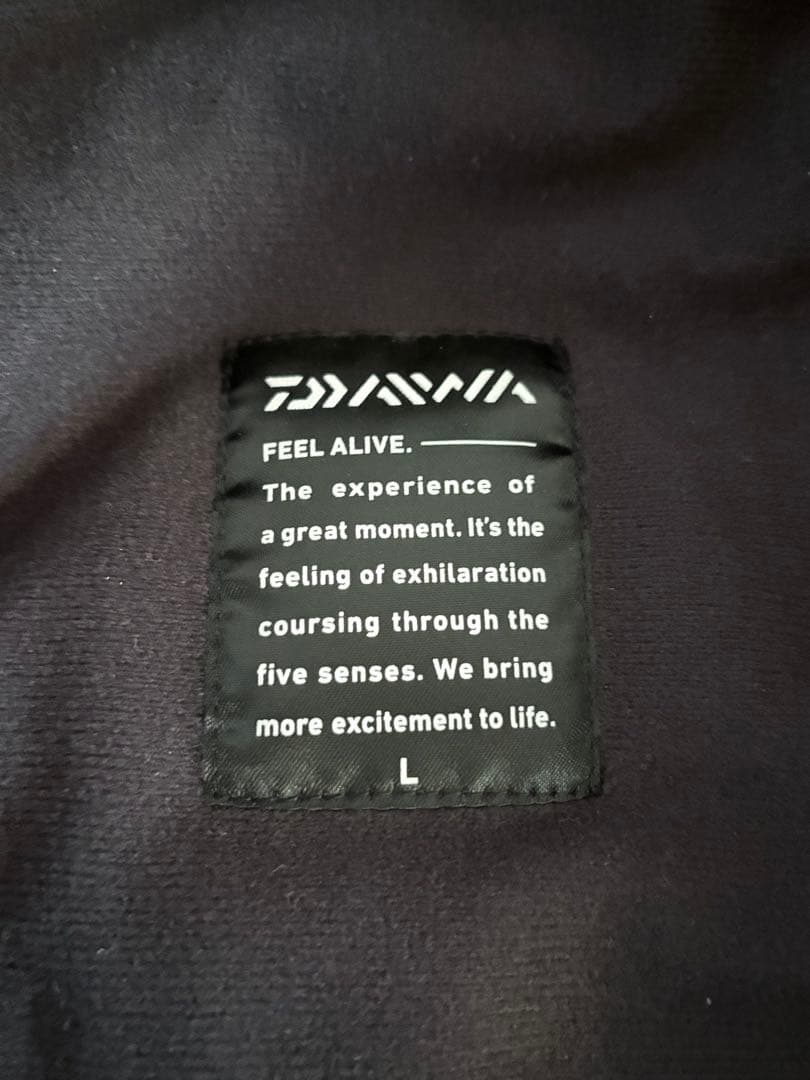 DAIWA
FEEL ALIVE.
The experience of
a great moment. It's the
feeling of exhilaration
coursing through the
five senses. We bring
more excitement to life.
L